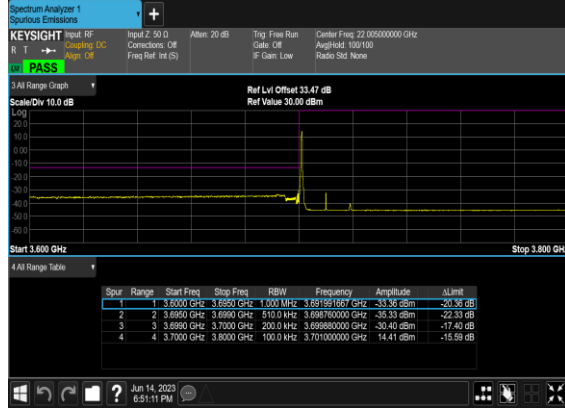 Spectrum Analyzer 1
Spurious Emissions
+
KEYSIGHT Input: RF Input Z: 50 Ω Atten: 20 dB Trig: Free Run Center Freq: 22.005000000 GHz
R T Coupling: DC Corrections: Off Gate: Off Avg|Hold: 100/100
Align: Off Freq Ref: Int (S) IF Gain: Low Radio Std: None
PASS
3 All Range Graph Ref Lvl Offset 33.47 dB
Scale/Div 10.0 dB Ref Value 30.00 dBm
Log
20.0
10.0
0.00
-10.0
-20.0
-30.0
-40.0
-50.0
-60.0
Start 3.600 GHz Stop 3.800 GHz
4 All Range Table
Spur Range Start Freq Stop Freq RBW Frequency Amplitude ΔLimit
1 1 3.6000 GHz 3.6950 GHz 1.000 MHz 3.691991667 GHz -33.36 dBm -20.36 dB
2 2 3.6950 GHz 3.6990 GHz 510.0 kHz 3.698760000 GHz -35.33 dBm -22.33 dB
3 3 3.6990 GHz 3.7000 GHz 200.0 kHz 3.699880000 GHz -30.40 dBm -17.40 dB
4 4 3.7000 GHz 3.8000 GHz 100.0 kHz 3.701000000 GHz 14.41 dBm -15.59 dB
? Jun 14, 2023
6:51:11 PM